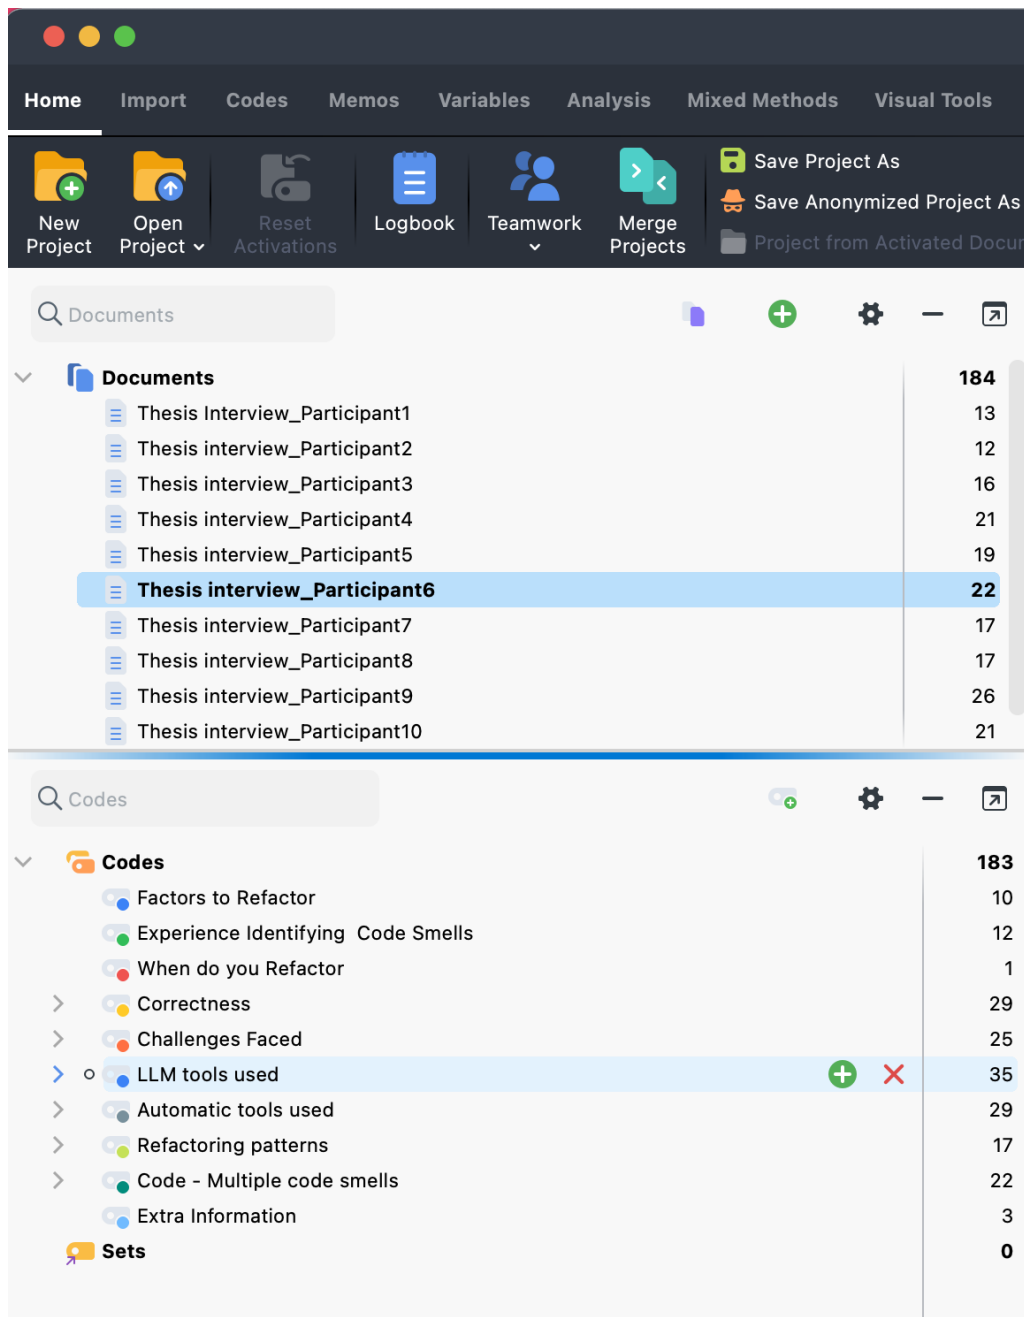 Home Import Codes Memos Variables Analysis Mixed Methods Visual Tools
New Project
Open Project
Reset Activations
Logbook
Teamwork
Merge Projects
Save Project As
Save Anonymized Project As
Project from Activated
Documents
Documents 184
Thesis Interview_Participant1 13
Thesis interview_Participant2 12
Thesis interview_Participant3 16
Thesis interview_Participant4 21
Thesis interview_Participant5 19
Thesis interview_Participant6 22
Thesis interview_Participant7 17
Thesis interview_Participant8 17
Thesis interview_Participant9 26
Thesis interview_Participant10 21
Codes
Codes 183
Factors to Refactor 10
Experience Identifying  Code Smells 12
When do you Refactor 1
Correctness 29
Challenges Faced 25
LLM tools used 35
Automatic tools used 29
Refactoring patterns 17
Code - Multiple code smells 22
Extra Information 3
Sets 0